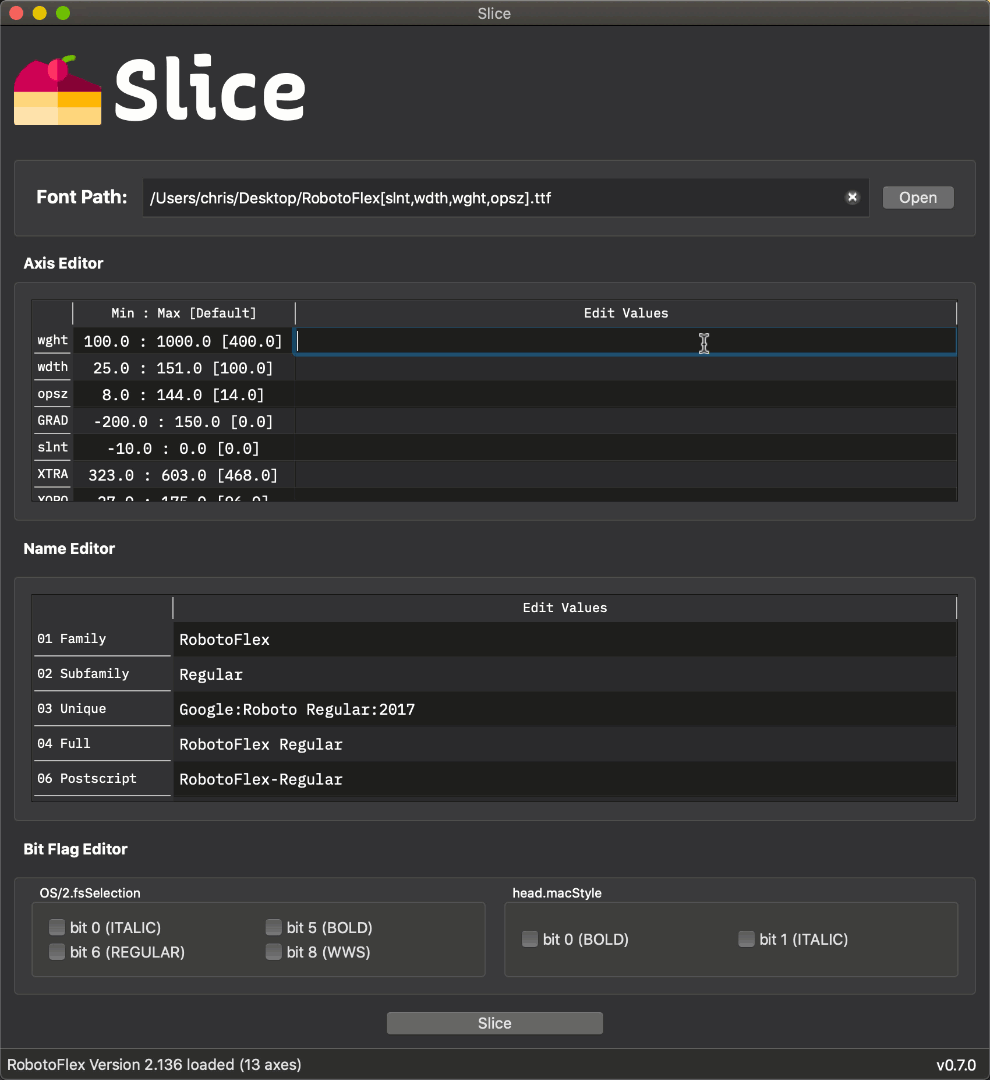 Slice
Slice
Font Path: /Users/chris/Desktop/RobotoFlex[slnt,wdth,wght,opsz].ttf Open
Axis Editor
Min : Max [Default] Edit Values
wght 100.0 : 1000.0 [400.0]
wdth 25.0 : 151.0 [100.0]
opsz 8.0 : 144.0 [14.0]
GRAD -200.0 : 150.0 [0.0]
slnt -10.0 : 0.0 [0.0]
XTRA 323.0 : 603.0 [468.0]
Name Editor
Edit Values
01 Family RobotoFlex
02 Subfamily Regular
03 Unique Google:Roboto Regular:2017
04 Full RobotoFlex Regular
06 Postscript RobotoFlex-Regular
Bit Flag Editor
OS/2.fsSelection head.macStyle
bit 0 (ITALIC) bit 5 (BOLD)
bit 6 (REGULAR) bit 8 (WWS)
bit 0 (BOLD) bit 1 (ITALIC)
Slice
RobotoFlex Version 2.136 loaded (13 axes) v0.7.0